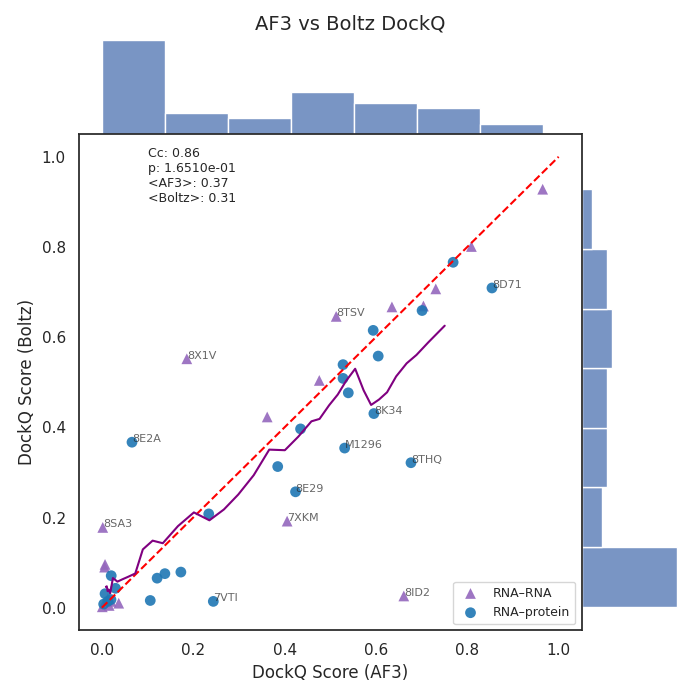 AF3 vs Boltz DockQ
Cc: 0.86
p: 1.6510e-01
<AF3>: 0.37
<Boltz>: 0.31
1.0
0.8
0.6
0.4
0.2
0.0
DockQ Score (Boltz)
8D71
8TSV
8X1V
8K34
8E2A
M1296
8THQ
8E29
7XKM
8SA3
7VTI
8ID2
RNA–RNA
RNA–protein
0.0 0.2 0.4 0.6 0.8 1.0
DockQ Score (AF3)